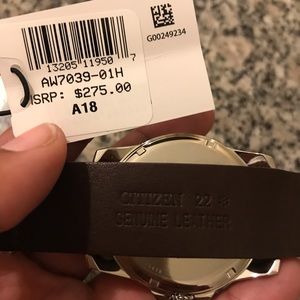 G00249234
13205 11950 7
AW7039-01H
MSRP: $275.00
A18
CITIZEN 22
GENUINE LEATHER